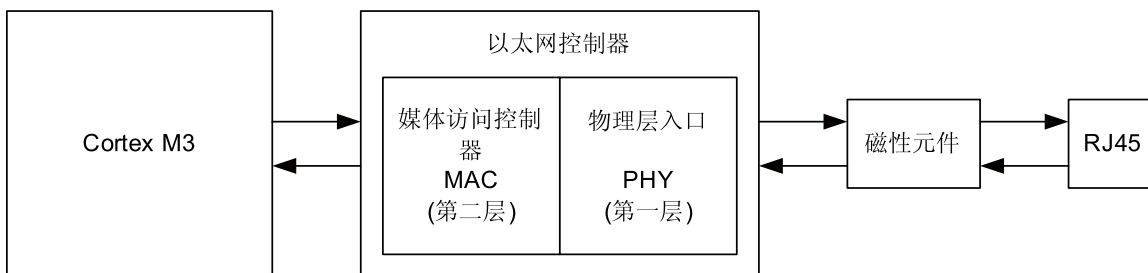 以太网控制器
Cortex M3
媒体访问控制
器
MAC
(第二层)
物理层入口
PHY
(第一层)
磁性元件
RJ45